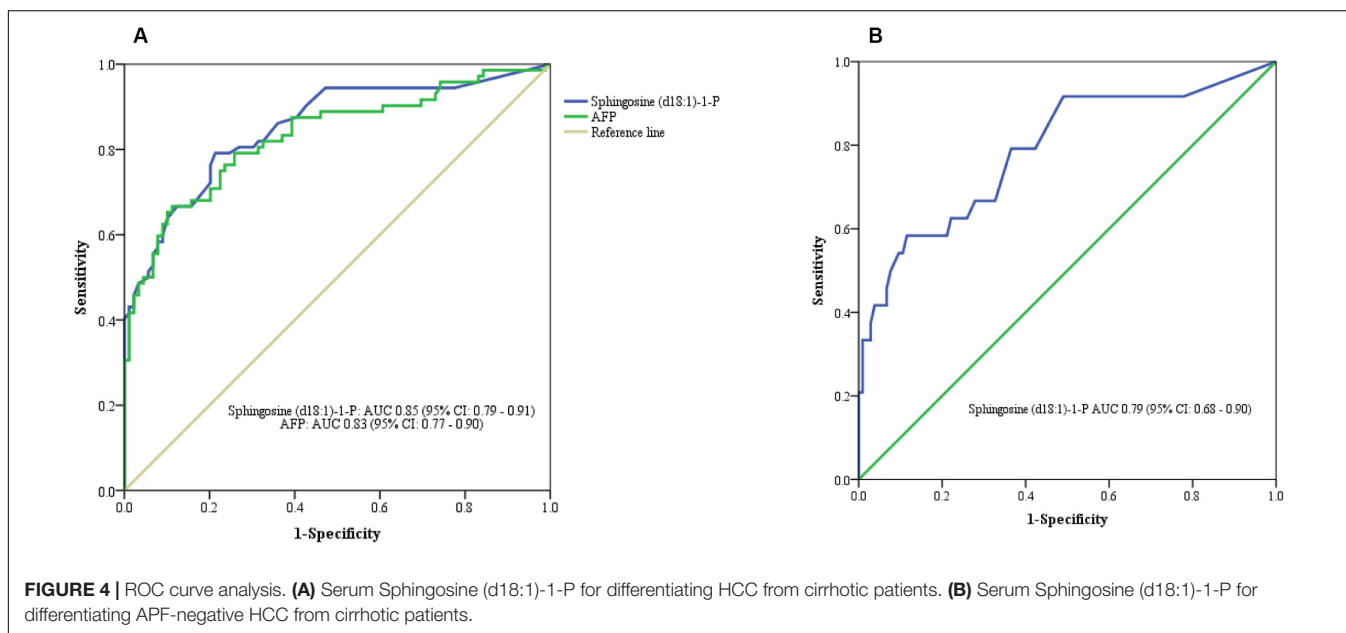 A
1.0
0.8
0.6
0.4
0.2
0.0
Sensitivity
0.0 0.2 0.4 0.6 0.8 1.0
1-Specificity
Sphingosine (d18:1)-1-P: AUC 0.85 (95% CI: 0.79 - 0.91)
AFP: AUC 0.83 (95% CI: 0.77 - 0.90)
Sphingosine (d18:1)-1-P
AFP
Reference line
B
1.0
0.8
0.6
0.4
0.2
0.0
Sensitivity
0.0 0.2 0.4 0.6 0.8 1.0
1-Specificity
Sphingosine (d18:1)-1-P AUC 0.79 (95% CI: 0.68 - 0.90)
FIGURE 4 | ROC curve analysis. (A) Serum Sphingosine (d18:1)-1-P for differentiating HCC from cirrhotic patients. (B) Serum Sphingosine (d18:1)-1-P for
differentiating APF-negative HCC from cirrhotic patients.